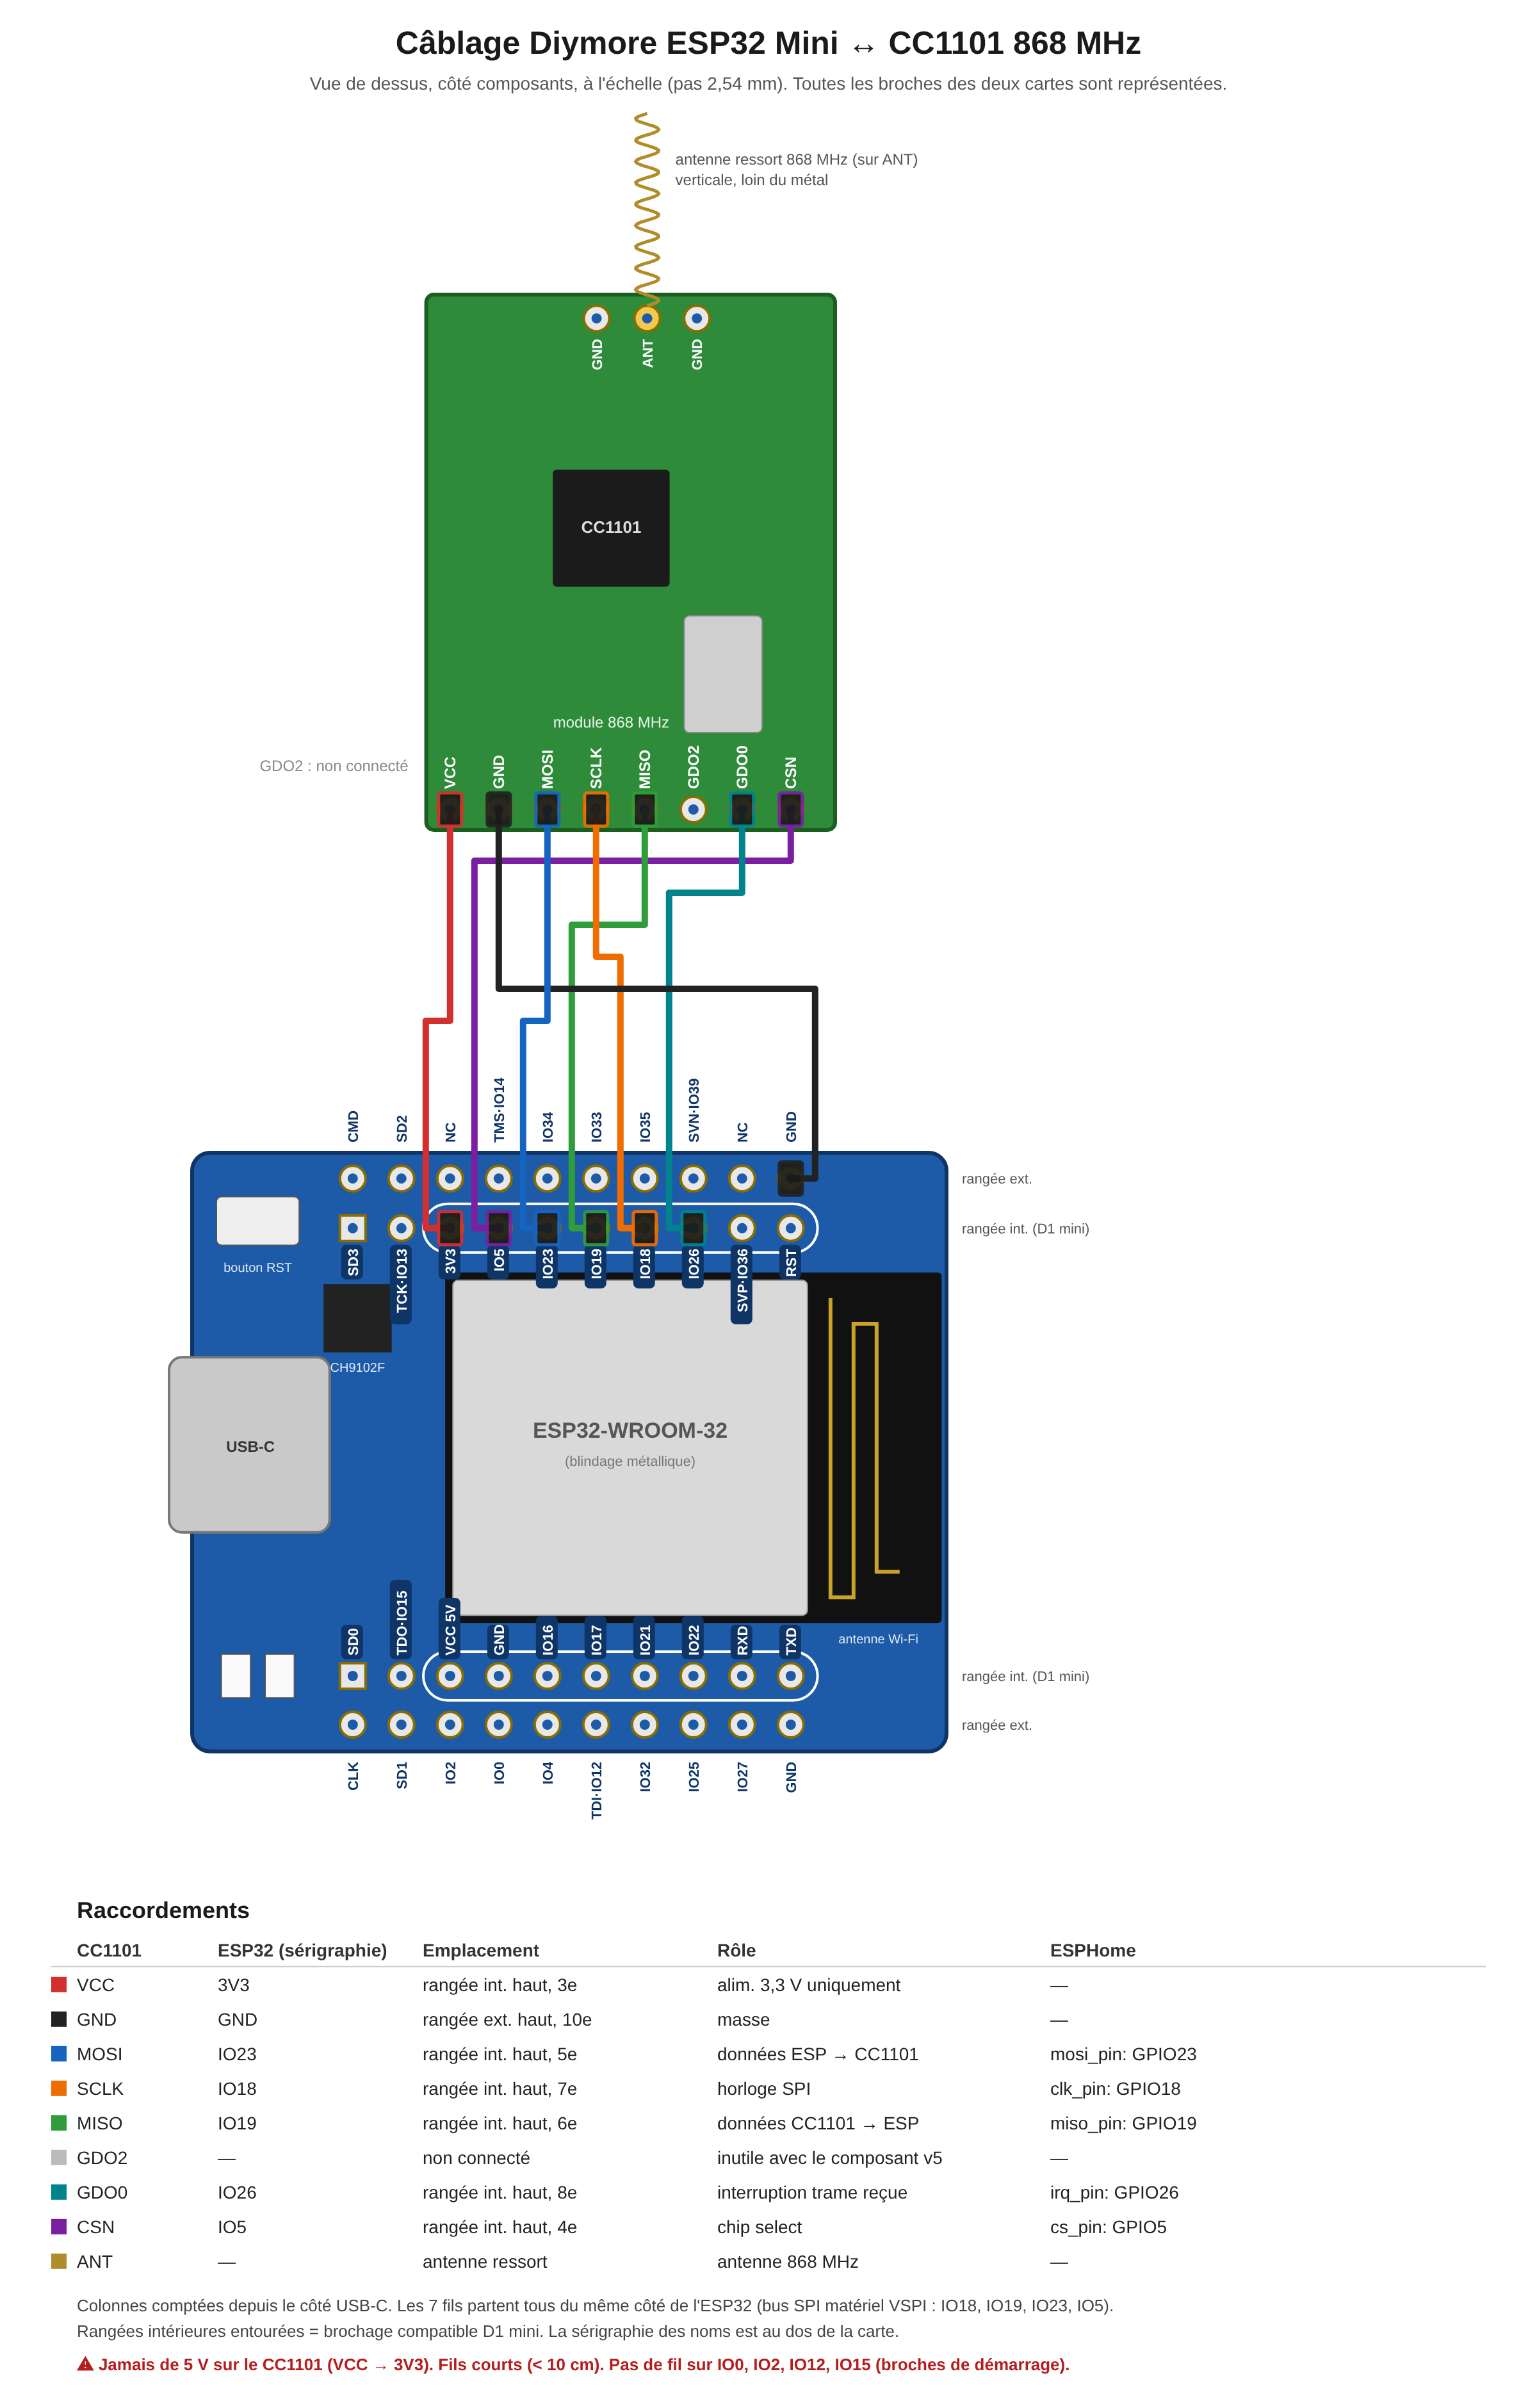 Câblage Diymore ESP32 Mini ↔ CC1101 868 MHz
Vue de dessus, côté composants, à l'échelle (pas 2,54 mm). Toutes les broches des deux cartes sont représentées.
antenne ressort 868 MHz (sur ANT)
verticale, loin du métal
GND ANT GND
CC1101
module 868 MHz
GDO2 : non connecté
VCC GND MOSI SCLK MISO GDO2 GDO0 CSN
CMD SD2 NC TMS·IO14 IO34 IO33 IO35 SVN·IO39 NC GND
rangée ext.
rangée int. (D1 mini)
bouton RST
SD3 TCK·IO13 3V3 IO5 IO23 IO19 IO18 IO26 SVP·IO36 RST
CH9102F
USB-C
ESP32-WROOM-32
(blindage métallique)
SD0 TDO·IO15 VCC 5V GND IO16 IO17 IO21 IO22 RXD TXD
antenne Wi-Fi
rangée int. (D1 mini)
rangée ext.
CLK SD1 IO2 IO0 IO4 TDI·IO12 IO32 IO25 IO27 GND
Raccordements
CC1101 ESP32 (sérigraphie) Emplacement Rôle ESPHome
VCC 3V3 rangée int. haut, 3e alim. 3,3 V uniquement —
GND GND rangée ext. haut, 10e masse —
MOSI IO23 rangée int. haut, 5e données ESP → CC1101 mosi_pin: GPIO23
SCLK IO18 rangée int. haut, 7e horloge SPI clk_pin: GPIO18
MISO IO19 rangée int. haut, 6e données CC1101 → ESP miso_pin: GPIO19
GDO2 — non connecté inutile avec le composant v5 —
GDO0 IO26 rangée int. haut, 8e interruption trame reçue irq_pin: GPIO26
CSN IO5 rangée int. haut, 4e chip select cs_pin: GPIO5
ANT — antenne ressort antenne 868 MHz —
Colonnes comptées depuis le côté USB-C. Les 7 fils partent tous du même côté de l'ESP32 (bus SPI matériel VSPI : IO18, IO19, IO23, IO5).
Rangées intérieures entourées = brochage compatible D1 mini. La sérigraphie des noms est au dos de la carte.
⚠ Jamais de 5 V sur le CC1101 (VCC → 3V3). Fils courts (< 10 cm). Pas de fil sur IO0, IO2, IO12, IO15 (broches de démarrage).